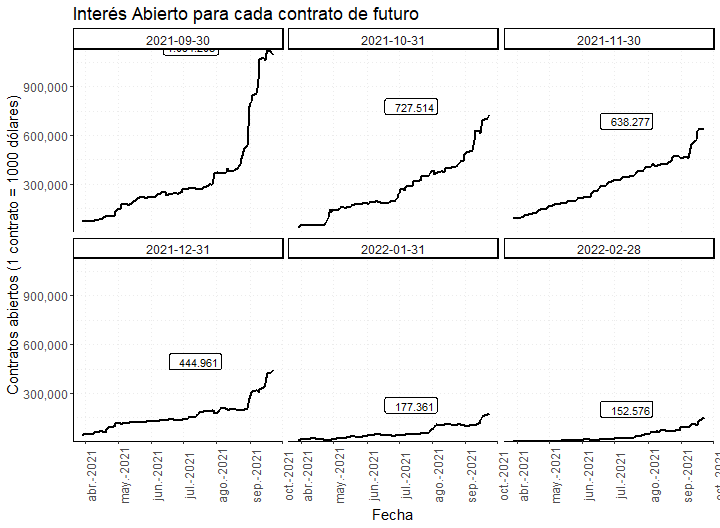 Interés Abierto para cada contrato de futuro
Contratos abiertos (1 contrato = 1000 dólares)
2021-09-30
2021-10-31
2021-11-30
900,000
600,000
300,000
727.514
638.277
2021-12-31
2022-01-31
2022-02-28
900,000
600,000
300,000
444.961
177.361
152.576
abr.-2021
may.-2021
jun.-2021
jul.-2021
ago.-2021
sep.-2021
oct.-2021
abr.-2021
may.-2021
jun.-2021
jul.-2021
ago.-2021
sep.-2021
oct.-2021
abr.-2021
may.-2021
jun.-2021
jul.-2021
ago.-2021
sep.-2021
oct.-2021
Fecha